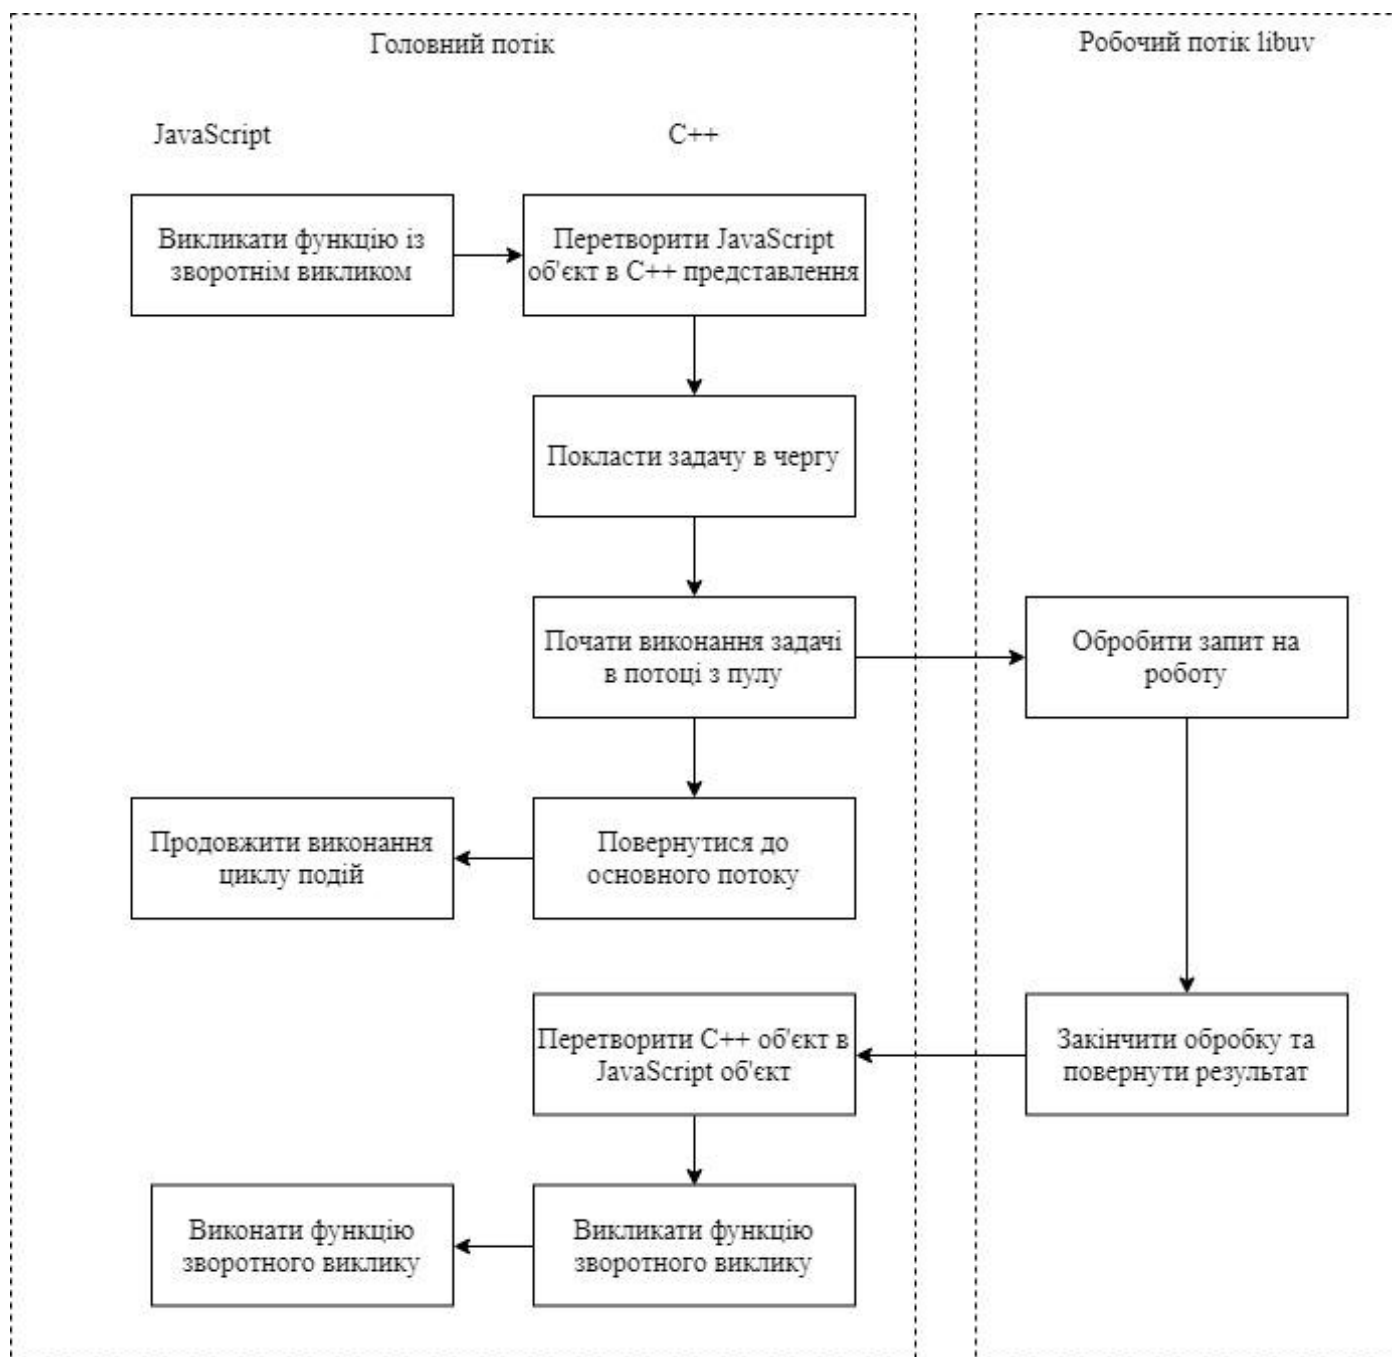 Головний потік
Робочий потік libuv
JavaScript
C++
Викликати функцію із
зворотнім викликом
Перетворити JavaScript
об'єкт в C++ представлення
Покласти задачу в чергу
Почати виконання задачі
в потоці з пулу
Обробити запит на
роботу
Продовжити виконання
циклу подій
Повернутися до
основного потоку
Перетворити C++ об'єкт в
JavaScript об'єкт
Закінчити обробку та
повернути результат
Виконати функцію
зворотного виклику
Викликати функцію
зворотного виклику